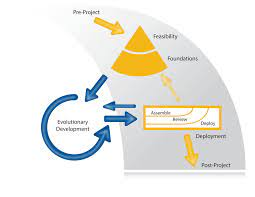 Pre-Project
Feasibility
Foundations
Evolutionary
Development
Assemble
Review
Deploy
Deployment
Post-Project